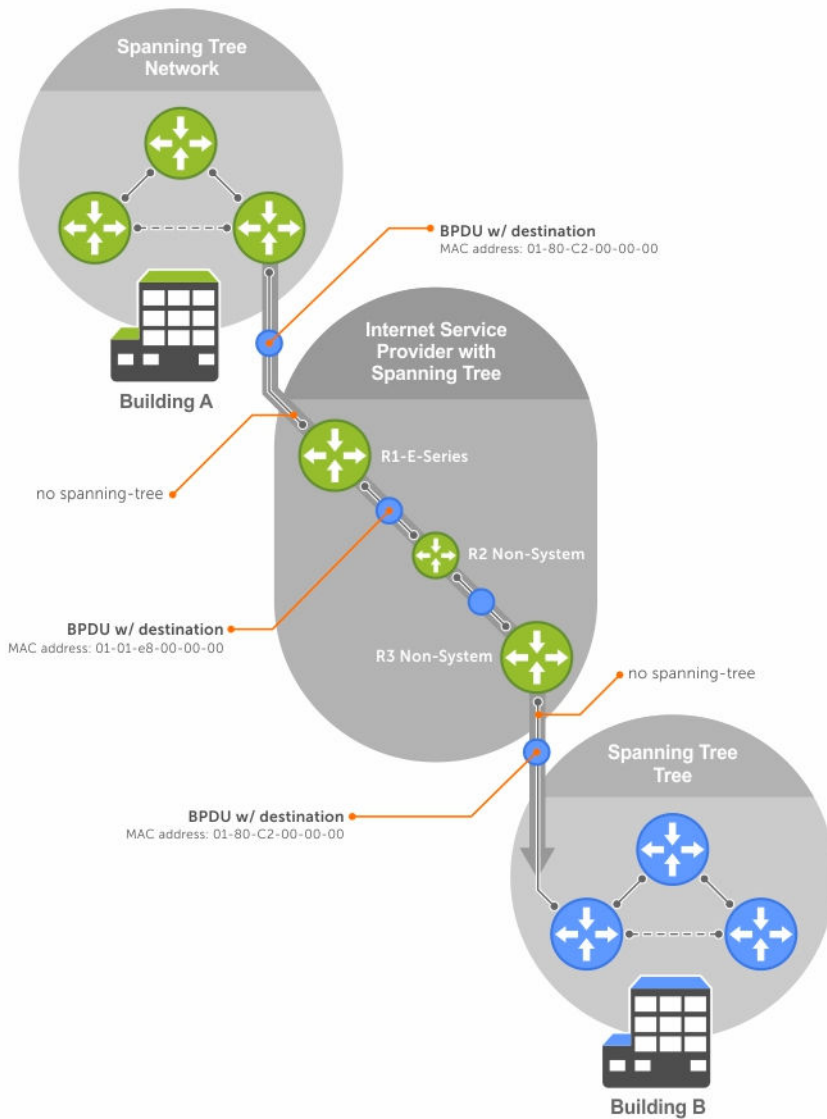 Spanning Tree
Network
BPDU w/ destination
MAC address: 01-80-C2-00-00-00
Internet Service
Provider with
Spanning Tree
Building A
R1-E-Series
no spanning-tree
R2 Non-System
BPDU w/ destination
MAC address: 01-01-e8-00-00-00
R3 Non-System
no spanning-tree
Spanning Tree
Tree
BPDU w/ destination
MAC address: 01-80-C2-00-00-00
Building B